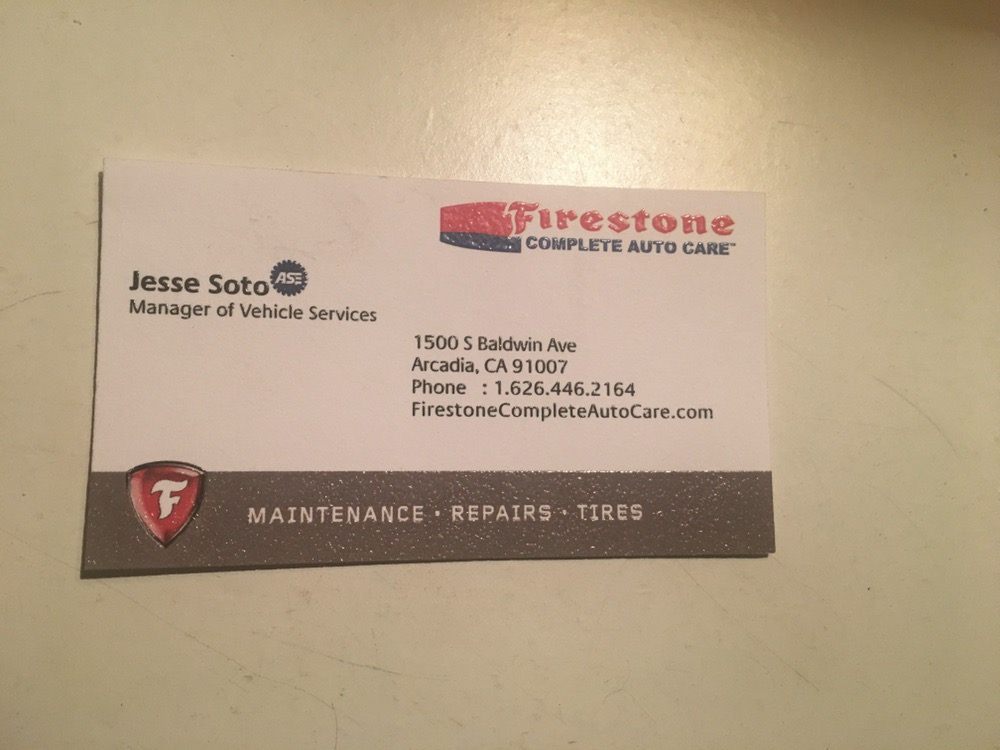 Firestone
COMPLETE AUTO CARE™
Jesse Soto ASE
Manager of Vehicle Services
1500 S Baldwin Ave
Arcadia, CA 91007
Phone : 1.626.446.2164
FirestoneCompleteAutoCare.com
F
MAINTENANCE · REPAIRS · TIRES